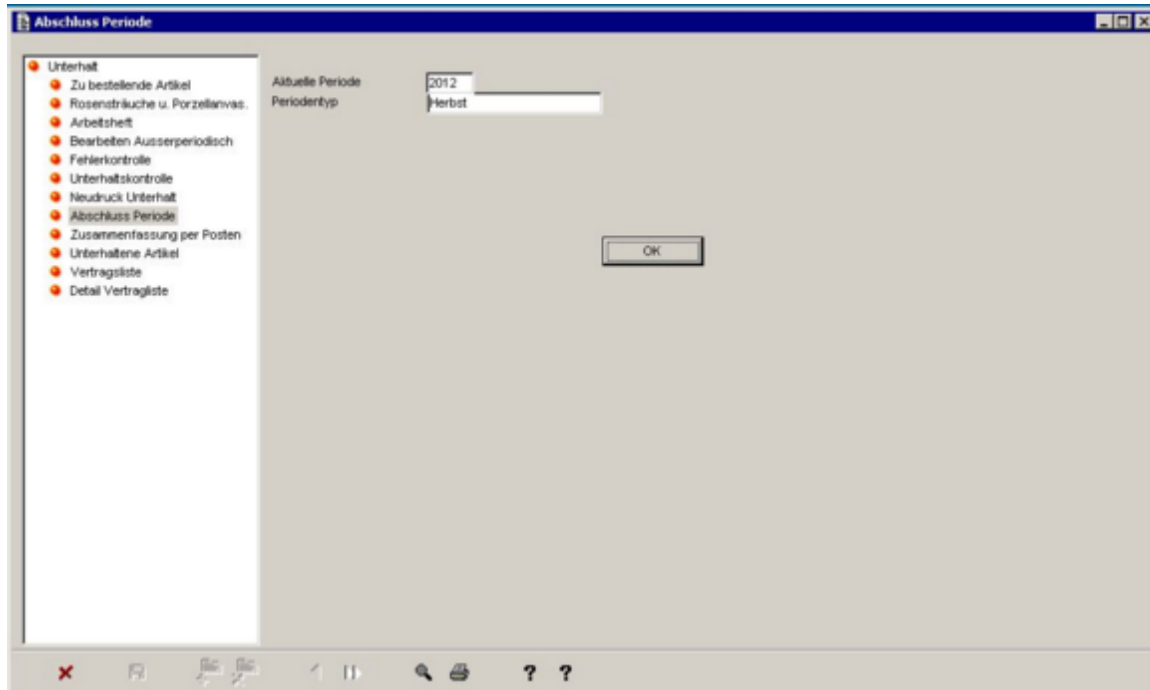 Abschluss Periode
Unterhalt
Zu bestellende Artikel
Rosensträuche u. Porzellanvas.
Arbeitsheft
Bearbeiten Ausserperiodisch
Fehlerkontrolle
Unterhaltskontrolle
Neudruck Unterhalt
Abschluss Periode
Zusammenfassung per Posten
Unterhaltene Artikel
Vertragsliste
Detail Vertragliste
Aktuelle Periode 2012
Periodentyp Herbst
OK
? ?